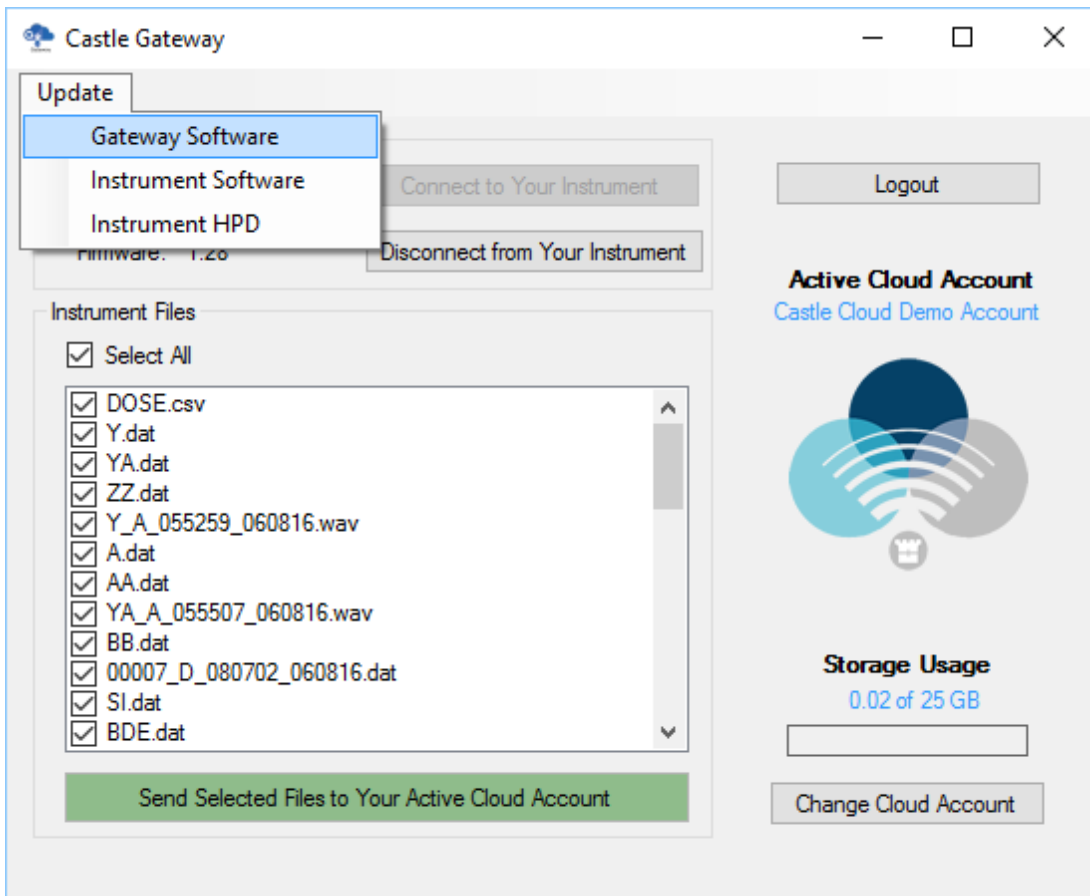 Castle Gateway
Update
Gateway Software
Instrument Software
Instrument HPD
Connect to Your Instrument
Firmware: 1.28
Disconnect from Your Instrument
Instrument Files
Select All
DOSE.csv
Y.dat
YA.dat
ZZ.dat
Y_A_055259_060816.wav
A.dat
AA.dat
YA_A_055507_060816.wav
BB.dat
00007_D_080702_060816.dat
SI.dat
BDE.dat
Send Selected Files to Your Active Cloud Account
Logout
Active Cloud Account
Castle Cloud Demo Account
Storage Usage
0.02 of 25 GB
Change Cloud Account